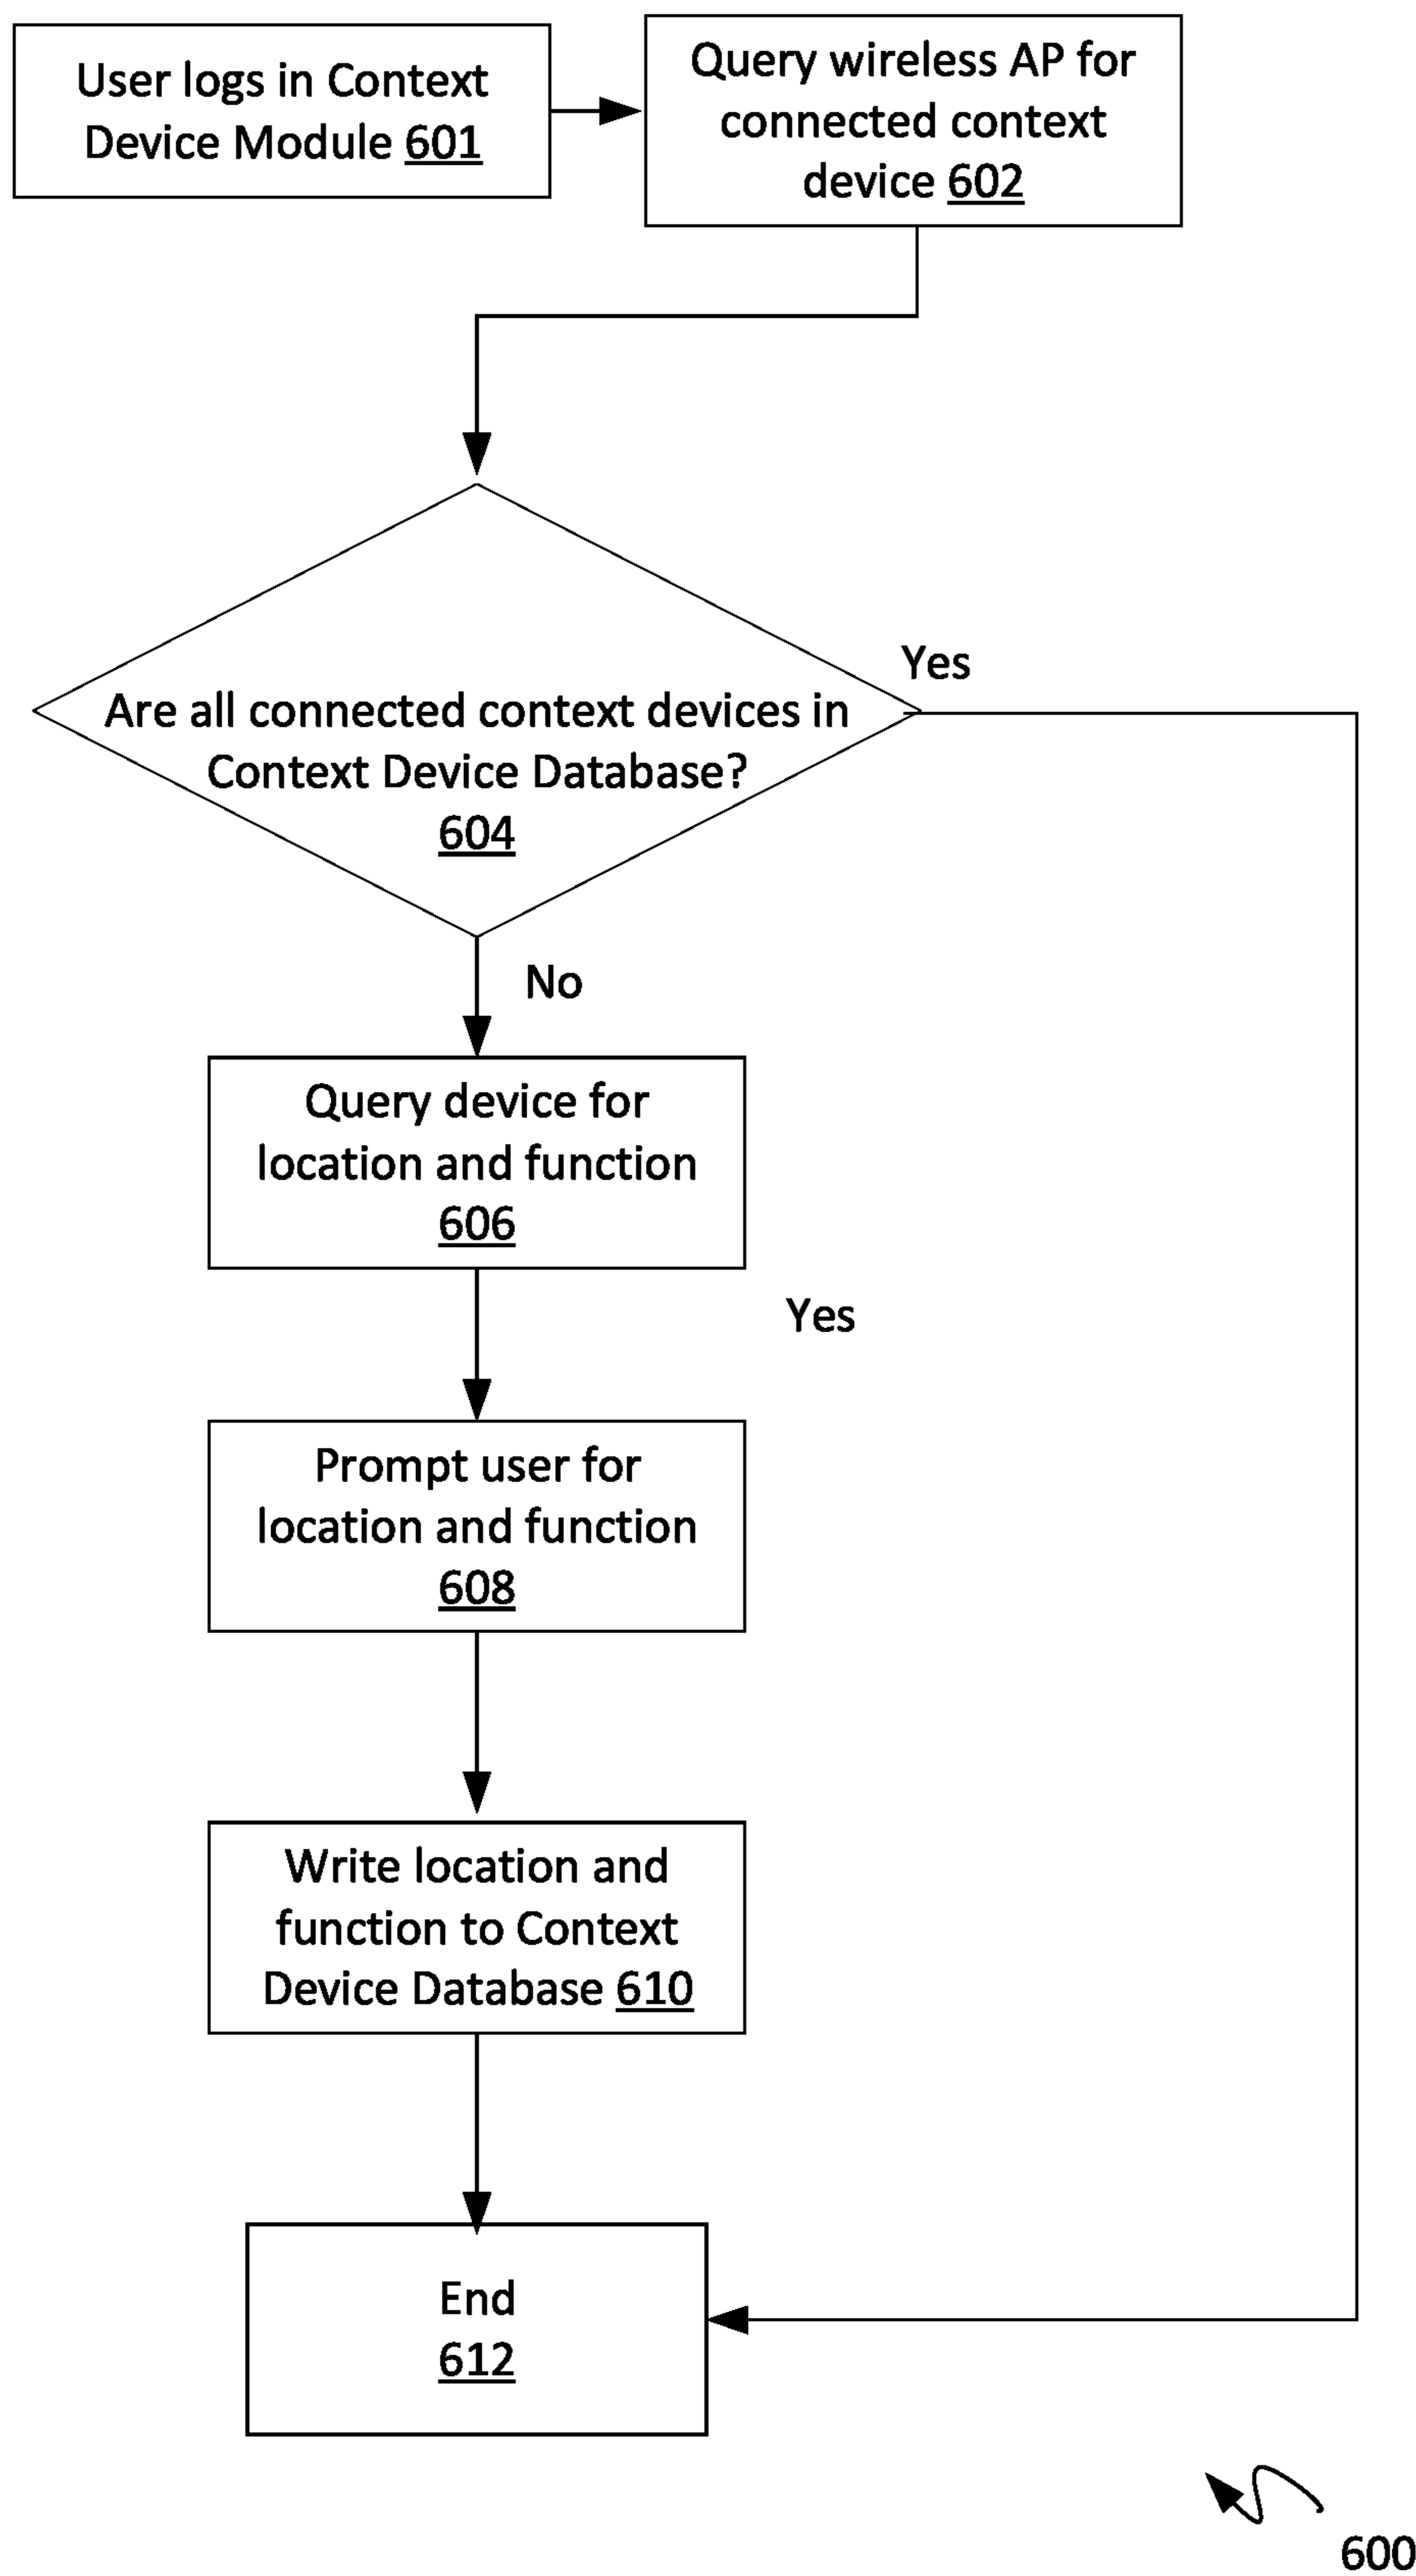 User logs in Context
Device Module 601
Query wireless AP for
connected context
device 602
Yes
Are all connected context devices in
Context Device Database?
604
No
Query device for
location and function
606
Yes
Prompt user for
location and function
608
Write location and
function to Context
Device Database 610
End
612
600